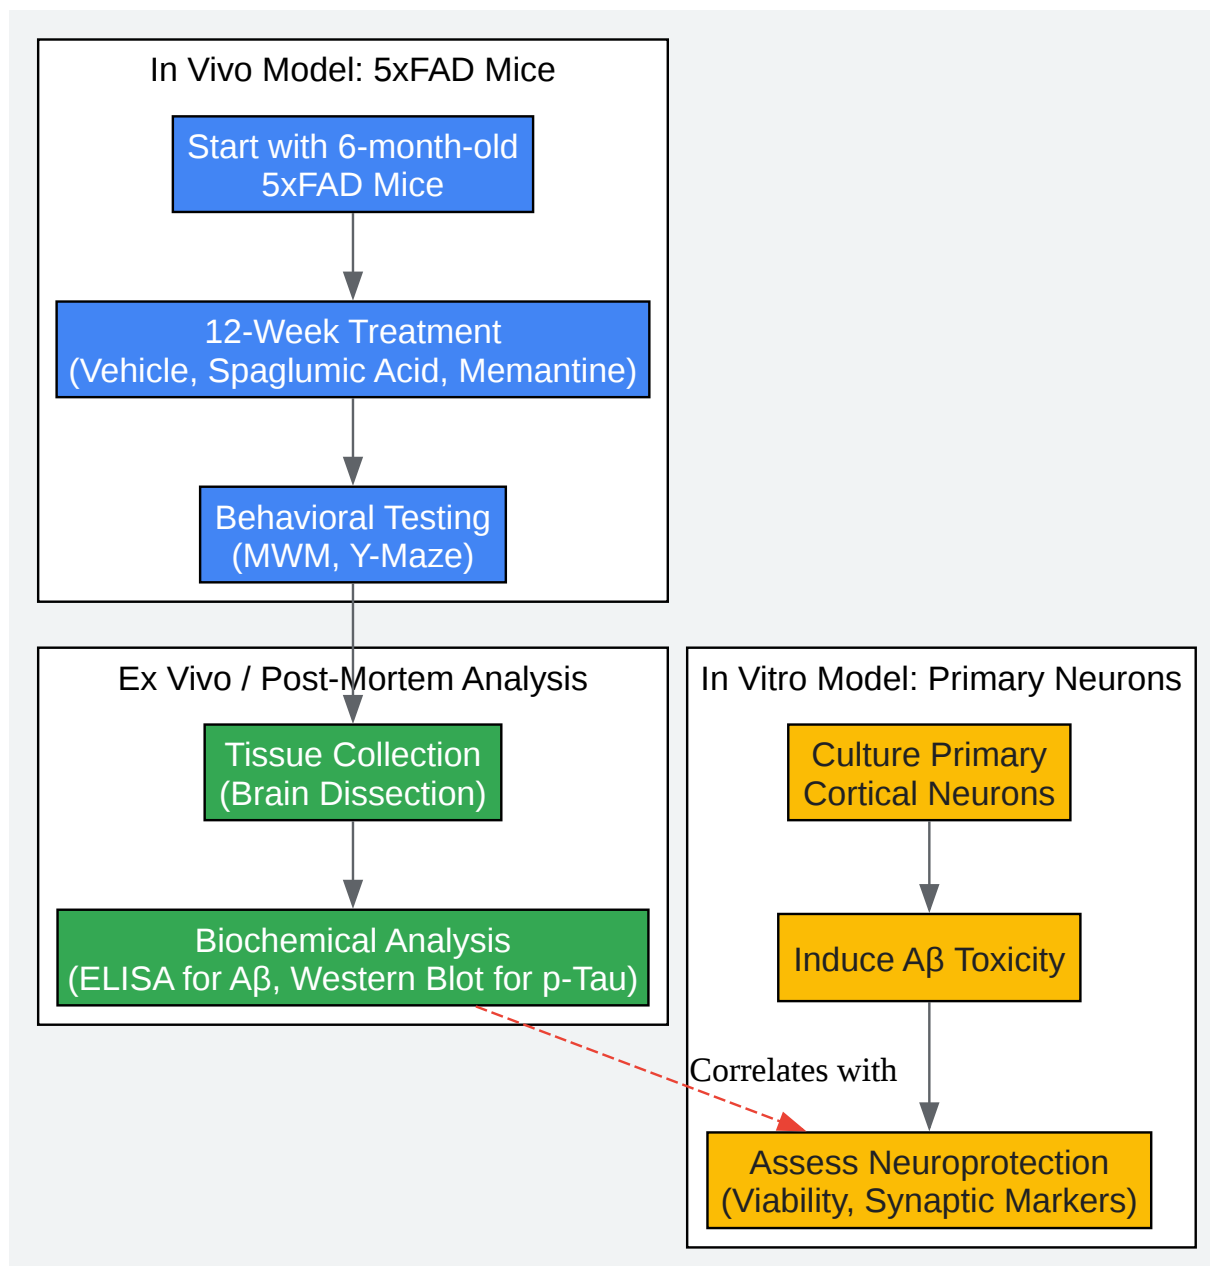 In Vivo Model: 5xFAD Mice
Start with 6-month-old
5xFAD Mice
12-Week Treatment
(Vehicle, Spaglumic Acid, Memantine)
Behavioral Testing
(MWM, Y-Maze)
Ex Vivo / Post-Mortem Analysis
Tissue Collection
(Brain Dissection)
Biochemical Analysis
(ELISA for Aβ, Western Blot for p-Tau)
In Vitro Model: Primary Neurons
Culture Primary
Cortical Neurons
Induce Aβ Toxicity
Correlates with
Assess Neuroprotection
(Viability, Synaptic Markers)